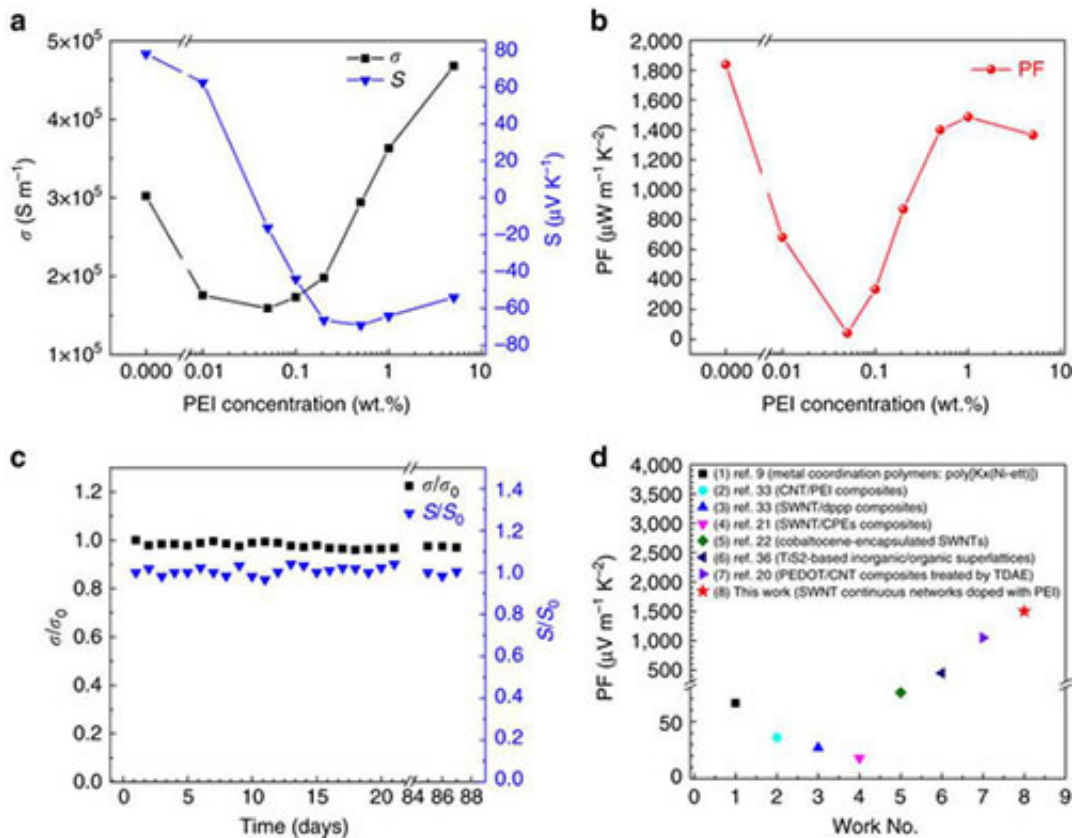 a
5×10⁵
4×10⁵
3×10⁵
2×10⁵
1×10⁵
σ (S m⁻¹)
σ
S
80
60
40
20
0
−20
−40
−60
−80
S (μV K⁻¹)
0.000 0.01 0.1 1 10
PEI concentration (wt.%)
b
2,000
1,800
1,600
1,400
1,200
1,000
800
600
400
200
0
PF (μW m⁻¹ K⁻²)
PF
0.000 0.01 0.1 1 10
PEI concentration (wt.%)
c
1.2
1.0
0.8
0.6
0.4
0.2
0.0
σ/σ₀
σ/σ₀
S/S₀
1.4
1.2
1.0
0.8
0.6
0.4
0.2
0.0
S/S₀
0 5 10 15 20 84 86 88
Time (days)
d
4,000
3,500
3,000
2,500
2,000
1,500
1,000
500
50
0
PF (μV m⁻¹ K⁻²)
(1) ref. 9 (metal coordination polymers: poly[Kx(Ni-ett)])
(2) ref. 33 (CNT/PEI composites)
(3) ref. 33 (SWNT/dppp composites)
(4) ref. 21 (SWNT/CPEs composites)
(5) ref. 22 (cobaltocene-encapsulated SWNTs)
(6) ref. 36 (TiS2-based inorganic/organic superlattices)
(7) ref. 20 (PEDOT/CNT composites treated by TDAE)
(8) This work (SWNT continuous networks doped with PEI)
0 1 2 3 4 5 6 7 8 9
Work No.